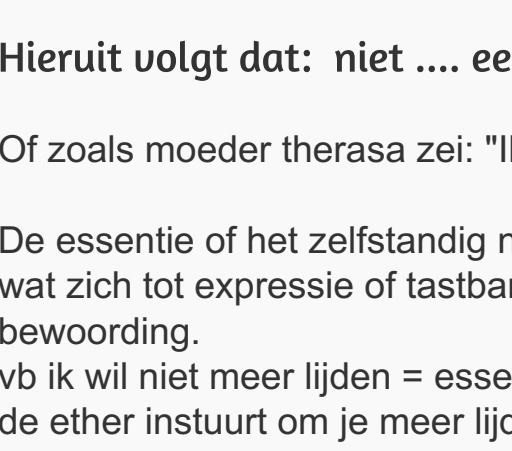 Hieruit volgt dat: niet .... ee
Of zoals moeder therasa zei: "I
De essentie of het zelfstandig n
wat zich tot expressie of tastba
bewoording.
vb ik wil niet meer lijden = esse
de ether instuurt om je meer lij